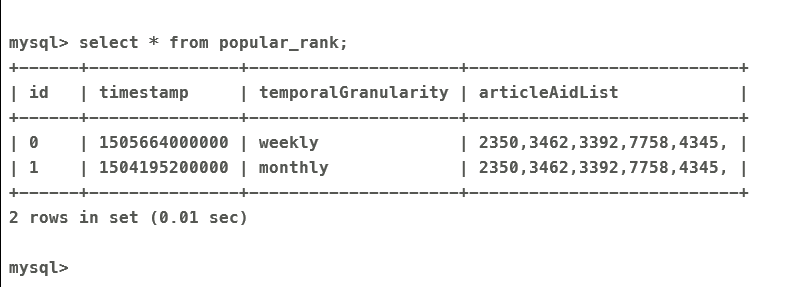 mysql> select * from popular_rank;
+------+---------------+---------------------+---------------------------+
| id   | timestamp     | temporalGranularity | articleAidList            |
+------+---------------+---------------------+---------------------------+
| 0    | 1505664000000 | weekly              | 2350,3462,3392,7758,4345, |
| 1    | 1504195200000 | monthly             | 2350,3462,3392,7758,4345, |
+------+---------------+---------------------+---------------------------+
2 rows in set (0.01 sec)
mysql>